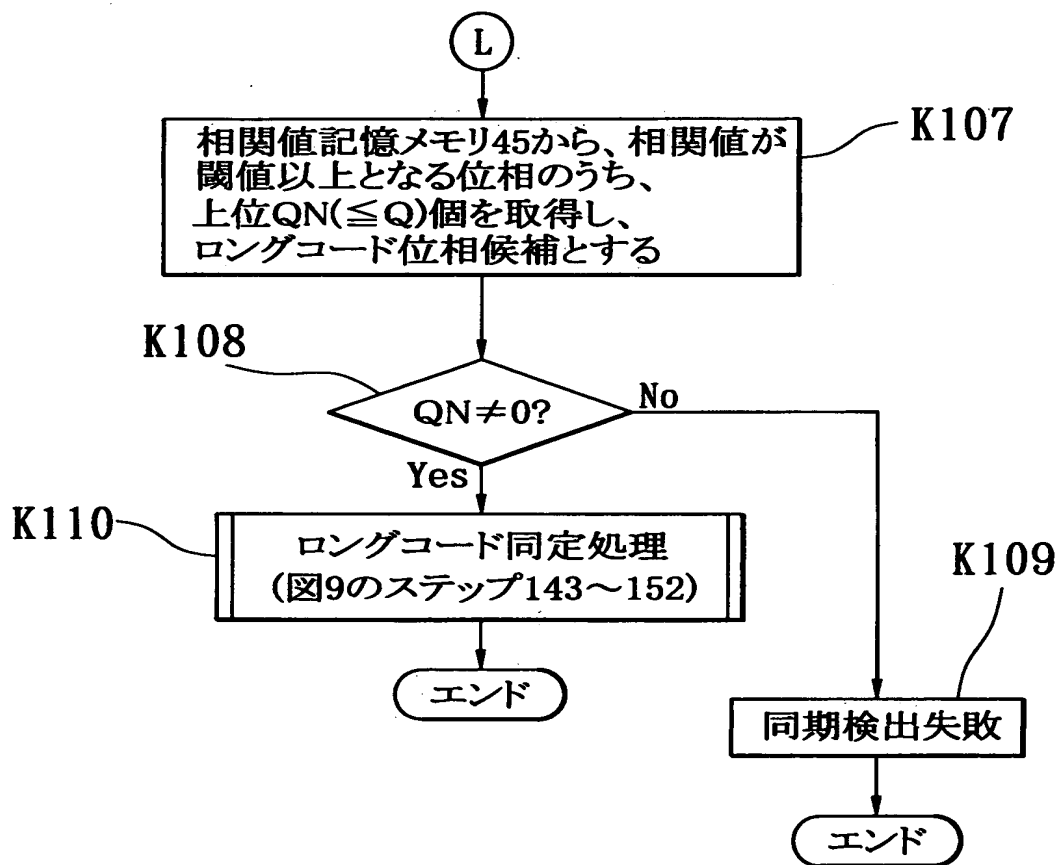 L
K107
相関値記憶メモリ45から、相関値が
閾値以上となる位相のうち、
上位QN(≦Q)個を取得し、
ロングコード位相候補とする
K108
QN≠0?
No
Yes
K110
ロングコード同定処理
(図9のステップ143～152)
K109
エンド
同期検出失敗
エンド